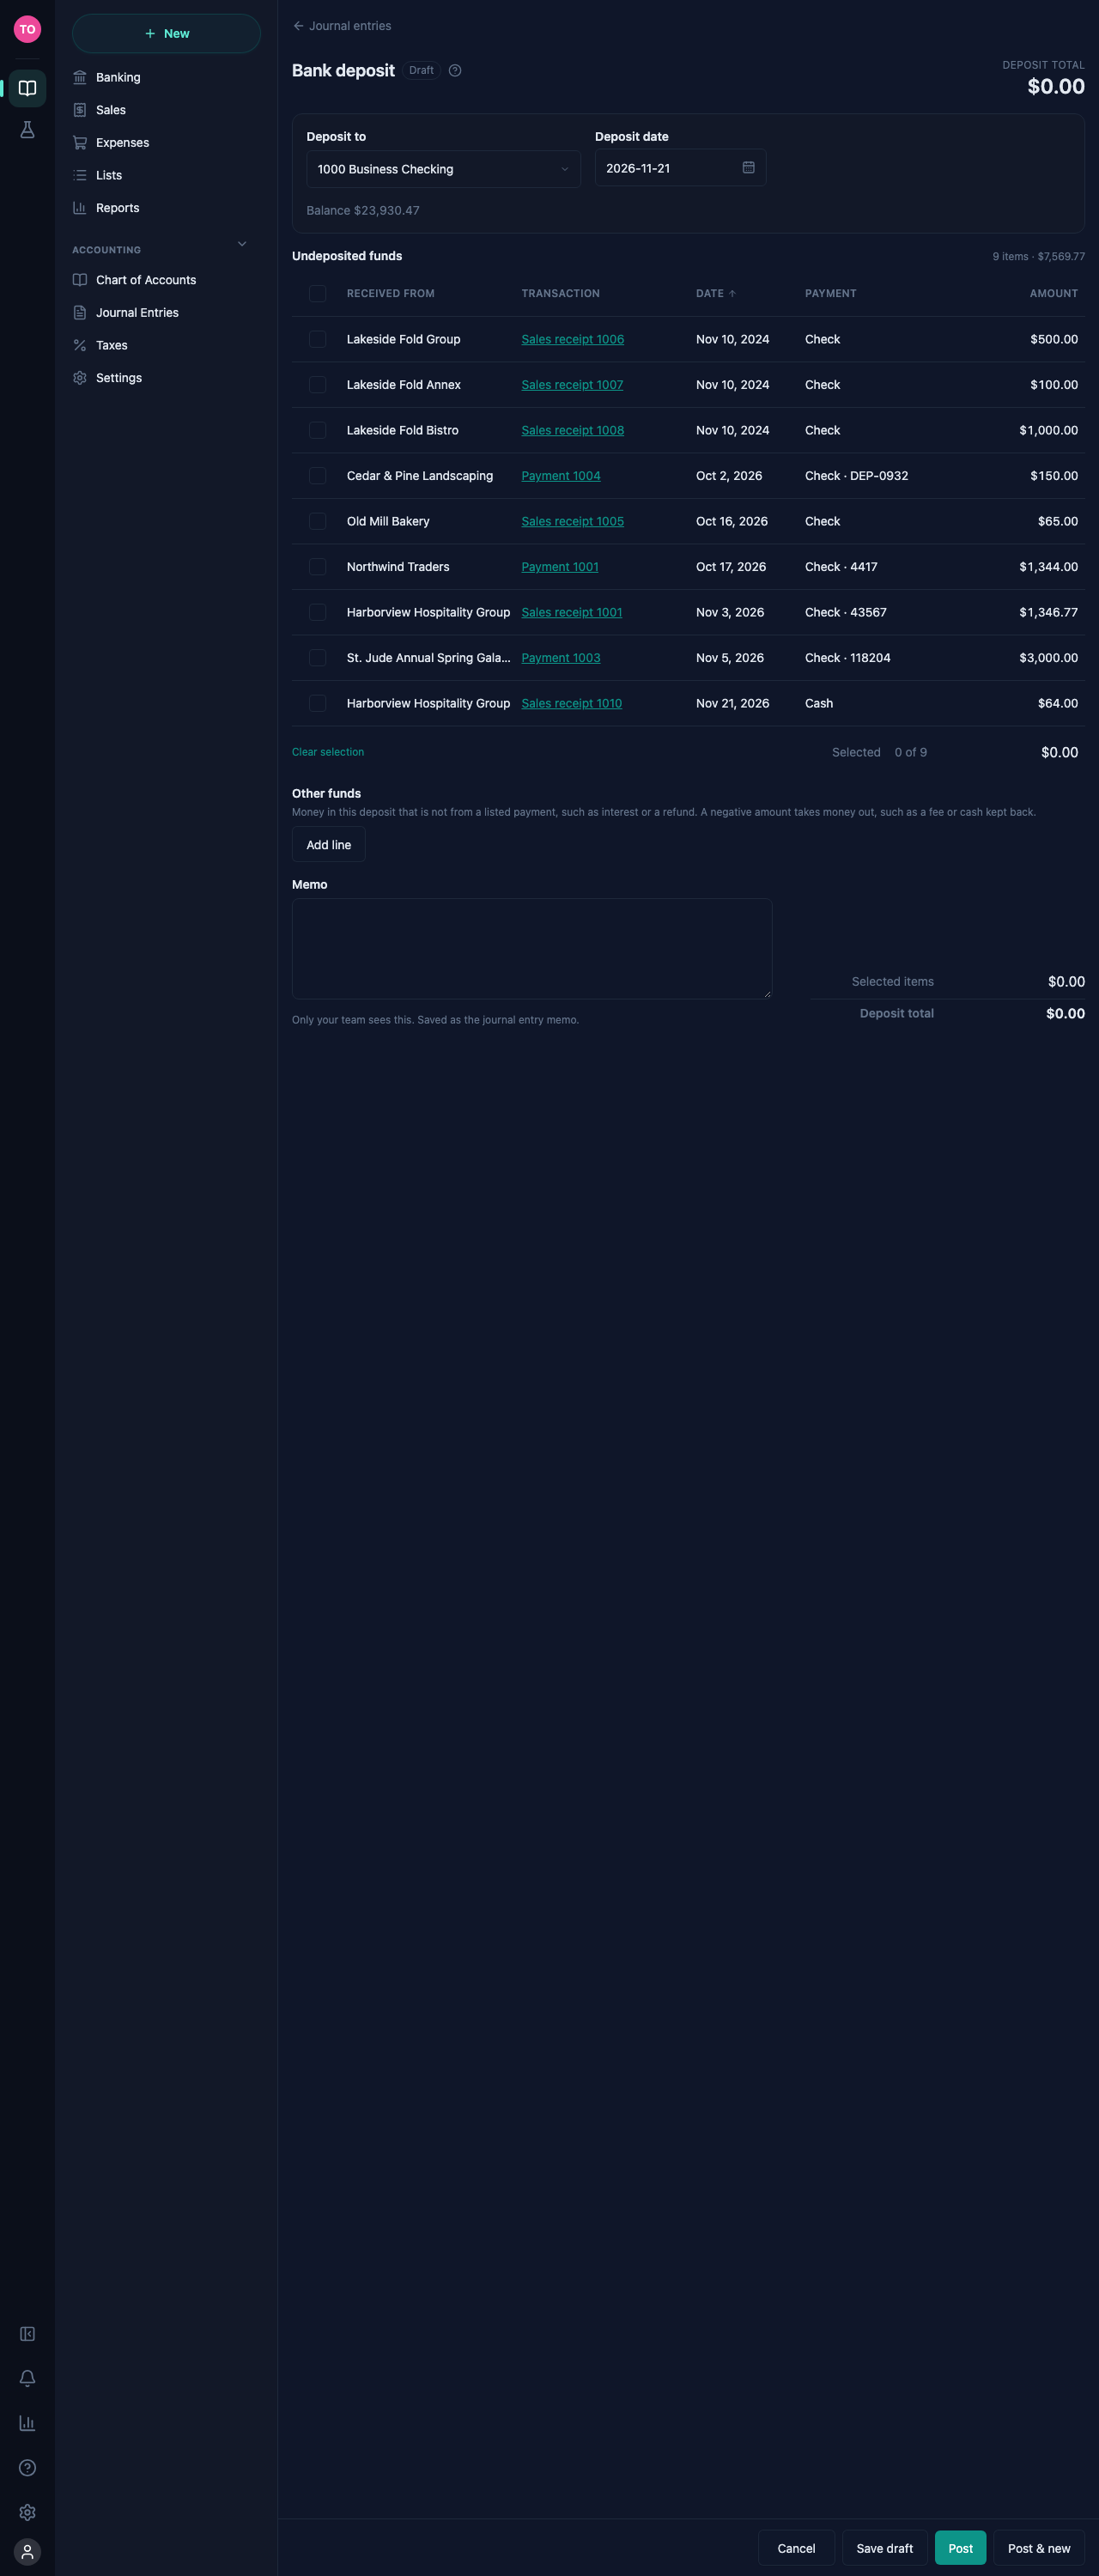 TO
+ New
Banking
Sales
Expenses
Lists
Reports
ACCOUNTING
Chart of Accounts
Journal Entries
Taxes
Settings
← Journal entries
Bank deposit Draft
DEPOSIT TOTAL
$0.00
Deposit to Deposit date
1000 Business Checking 2026-11-21
Balance $23,930.47
Undeposited funds 9 items · $7,569.77
RECEIVED FROM TRANSACTION DATE ↑ PAYMENT AMOUNT
Lakeside Fold Group Sales receipt 1006 Nov 10, 2024 Check $500.00
Lakeside Fold Annex Sales receipt 1007 Nov 10, 2024 Check $100.00
Lakeside Fold Bistro Sales receipt 1008 Nov 10, 2024 Check $1,000.00
Cedar & Pine Landscaping Payment 1004 Oct 2, 2026 Check · DEP-0932 $150.00
Old Mill Bakery Sales receipt 1005 Oct 16, 2026 Check $65.00
Northwind Traders Payment 1001 Oct 17, 2026 Check · 4417 $1,344.00
Harborview Hospitality Group Sales receipt 1001 Nov 3, 2026 Check · 43567 $1,346.77
St. Jude Annual Spring Gala... Payment 1003 Nov 5, 2026 Check · 118204 $3,000.00
Harborview Hospitality Group Sales receipt 1010 Nov 21, 2026 Cash $64.00
Clear selection Selected 0 of 9 $0.00
Other funds
Money in this deposit that is not from a listed payment, such as interest or a refund. A negative amount takes money out, such as a fee or cash kept back.
Add line
Memo
Selected items $0.00
Deposit total $0.00
Only your team sees this. Saved as the journal entry memo.
Cancel Save draft Post Post & new